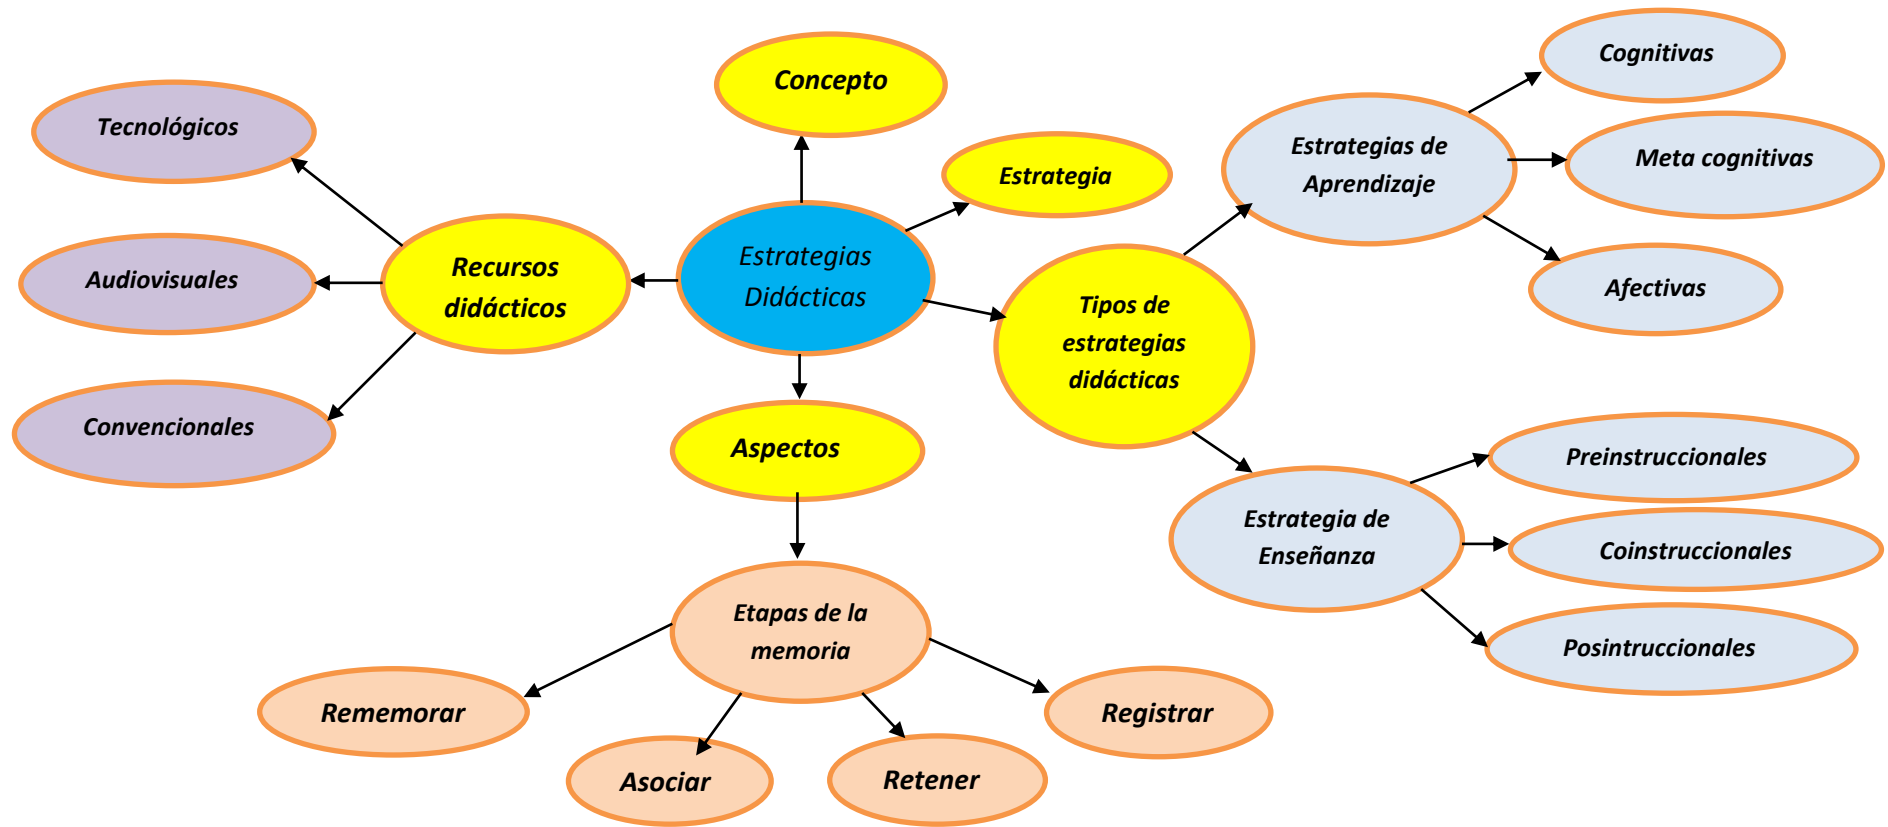 Cognitivas
Concepto
Tecnológicos
Estrategias de
Aprendizaje
Meta cognitivas
Estrategia
Estrategias
Didácticas
Recursos
didácticos
Audiovisuales
Afectivas
Tipos de
estrategias
didácticas
Convencionales
Aspectos
Preinstruccionales
Estrategia de
Enseñanza
Coinstruccionales
Etapas de la
memoria
Posintruccionales
Rememorar
Registrar
Asociar
Retener